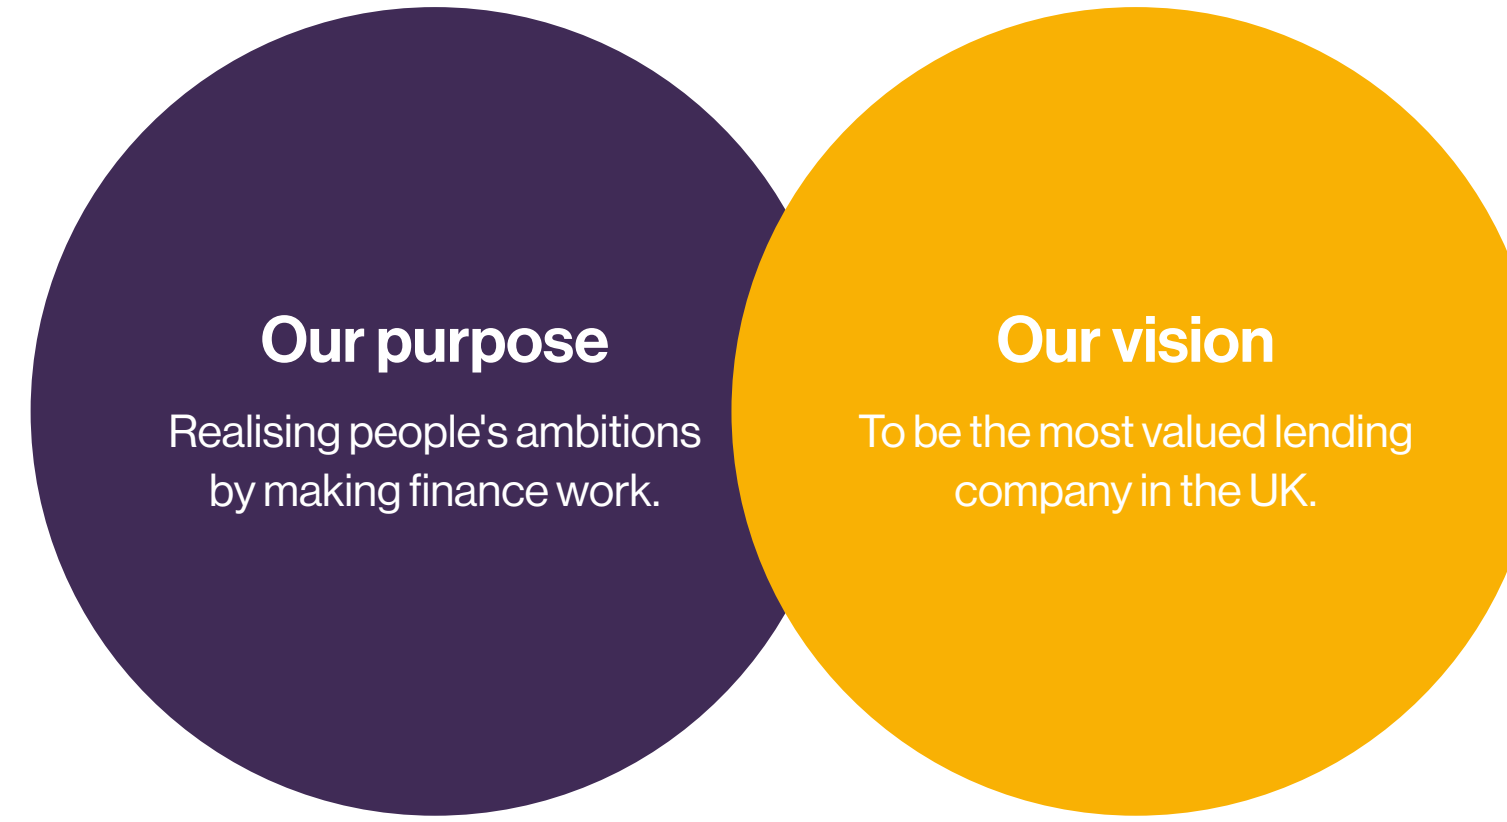 Our purpose
Realising people's ambitions
by making finance work.
Our vision
To be the most valued lending
company in the UK.